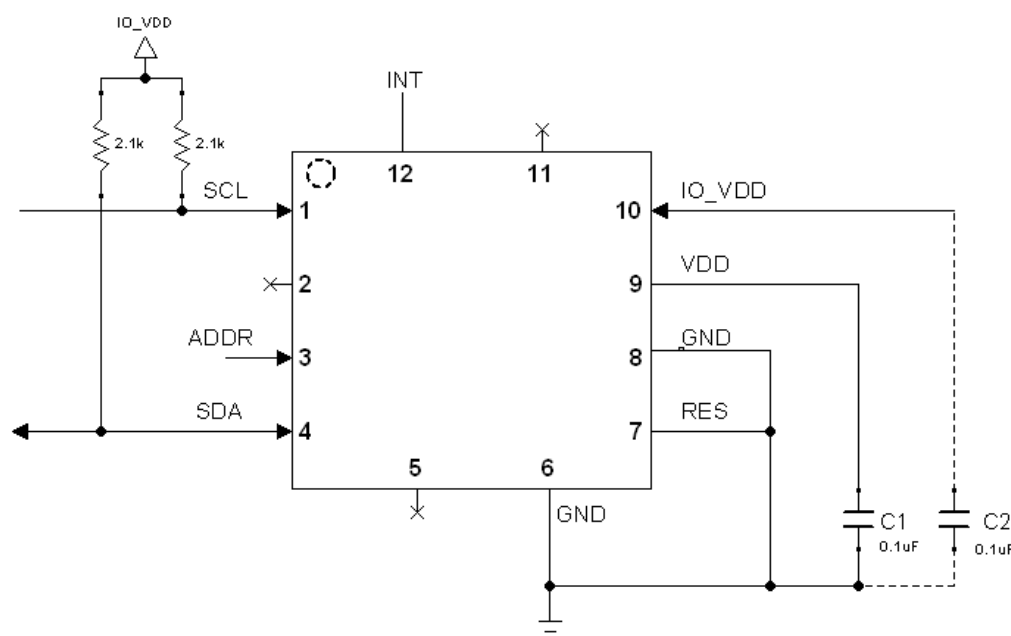 IO_VDD
INT
2.1k 2.1k
12 11
SCL IO_VDD
1 10
VDD
2 9
ADDR GND
3 8
SDA RES
4 7
5 6
GND
C1 C2
0.1uF 0.1uF